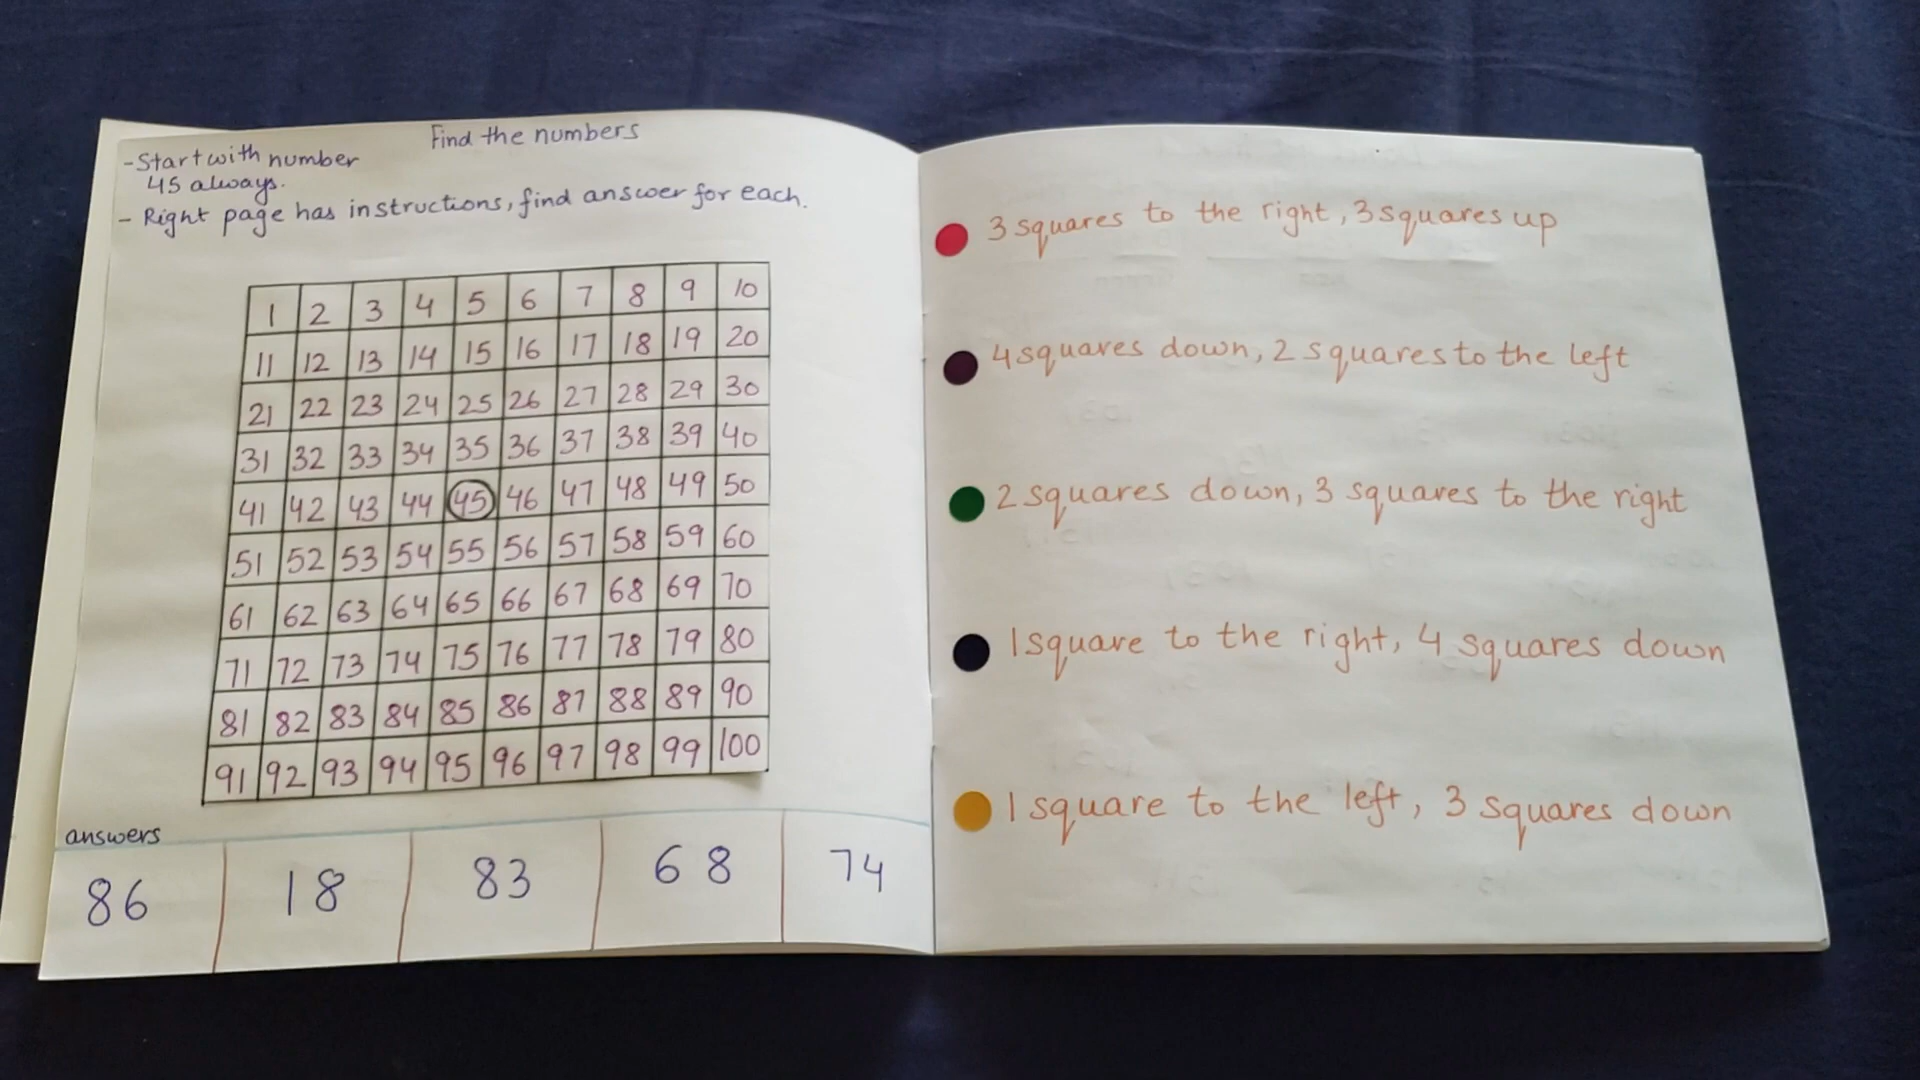 Find the numbers
- Start with number
45 always.
- Right page has instructions, find answer for each.
1 2 3 4 5 6 7 8 9 10
11 12 13 14 15 16 17 18 19 20
21 22 23 24 25 26 27 28 29 30
31 32 33 34 35 36 37 38 39 40
41 42 43 44 45 46 47 48 49 50
51 52 53 54 55 56 57 58 59 60
61 62 63 64 65 66 67 68 69 70
71 72 73 74 75 76 77 78 79 80
81 82 83 84 85 86 87 88 89 90
91 92 93 94 95 96 97 98 99 100
answers
86 18 83 68 74
3 squares to the right, 3 squares up
4 squares down, 2 squares to the left
2 squares down, 3 squares to the right
1 square to the right, 4 squares down
1 square to the left, 3 squares down